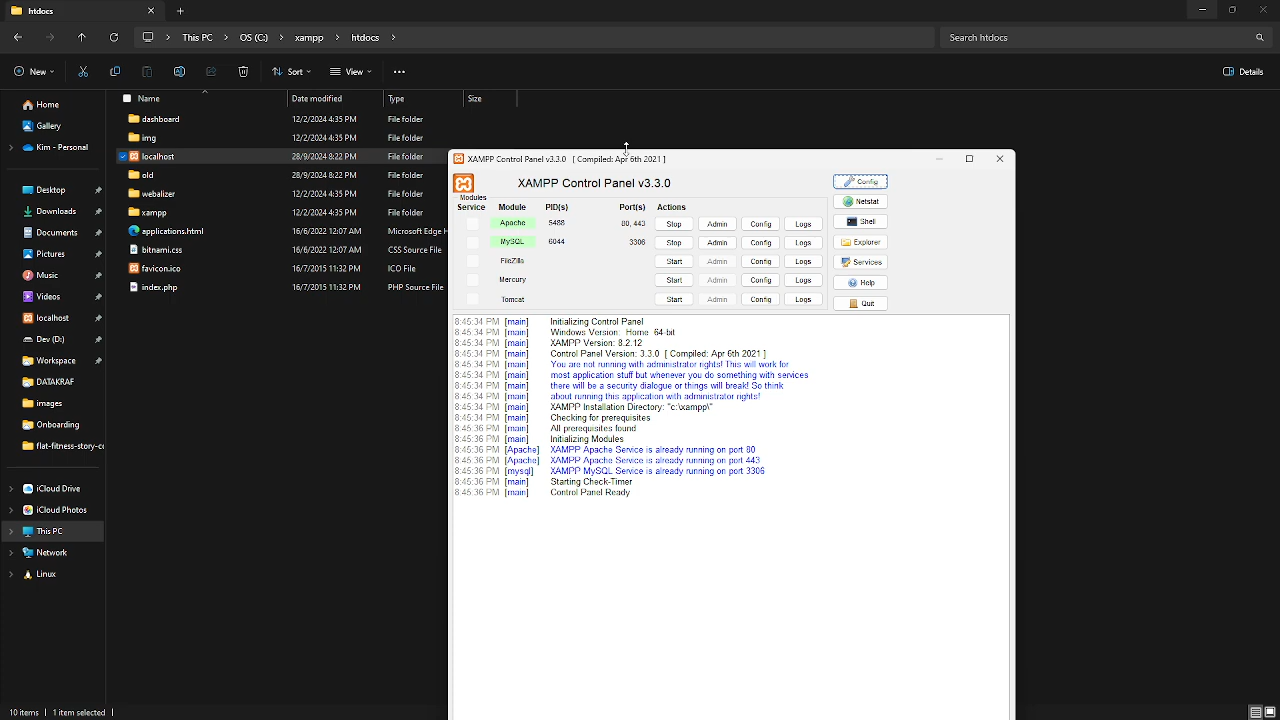 htdocs
This PC > OS (C:) > xampp > htdocs >
Search htdocs
New
Sort
View
Details
Name
Date modified
Type
Size
Home
Gallery
Kim - Personal
Desktop
Downloads
Documents
Pictures
Music
Videos
localhost
Doc (D:)
Workspace
DATAKRAF
images
Onboarding
flat-fitness-story-cc
iCloud Drive
iCloud Photos
This PC
Network
Linux
dashboard 12/2/2024 4:35 PM File folder
img 12/2/2024 4:35 PM File folder
localhost 28/9/2024 8:22 PM File folder
old 28/9/2024 8:22 PM File folder
webalizer 12/2/2024 4:35 PM File folder
xampp 12/2/2024 4:35 PM File folder
applications.html 16/6/2022 12:07 AM Microsoft Edge H
bitnami.css 16/6/2022 12:07 AM CSS Source File
favicon.ico 16/7/2015 11:32 PM ICO File
index.php 16/7/2015 11:32 PM PHP Source File
10 items
1 item selected
XAMPP Control Panel v3.3.0 [ Compiled: Apr 6th 2021 ]
XAMPP Control Panel v3.3.0
Modules
Service Module PID(s) Port(s) Actions
Apache 5488 80, 443 Stop Admin Config Logs
MySQL 6044 3306 Stop Admin Config Logs
FileZilla Start Admin Config Logs
Mercury Start Admin Config Logs
Tomcat Start Admin Config Logs
Config
Netstat
Shell
Explorer
Services
Help
Quit
8:45:34 PM [main] Initializing Control Panel
8:45:34 PM [main] Windows Version: Home 64-bit
8:45:34 PM [main] XAMPP Version: 8.2.12
8:45:34 PM [main] Control Panel Version: 3.3.0 [ Compiled: Apr 6th 2021 ]
8:45:34 PM [main] You are not running with administrator rights! This will work for
8:45:34 PM [main] most application stuff but whenever you do something with services
8:45:34 PM [main] there will be a security dialogue or things will break! So think
8:45:34 PM [main] about running this application with administrator rights!
8:45:34 PM [main] XAMPP Installation Directory: "c:\xampp\"
8:45:34 PM [main] Checking for prerequisites
8:45:36 PM [main] All prerequisites found
8:45:36 PM [main] Initializing Modules
8:45:36 PM [Apache] XAMPP Apache Service is already running on port 80
8:45:36 PM [Apache] XAMPP Apache Service is already running on port 443
8:45:36 PM [mysql] XAMPP MySQL Service is already running on port 3306
8:45:36 PM [main] Starting Check-Timer
8:45:36 PM [main] Control Panel Ready